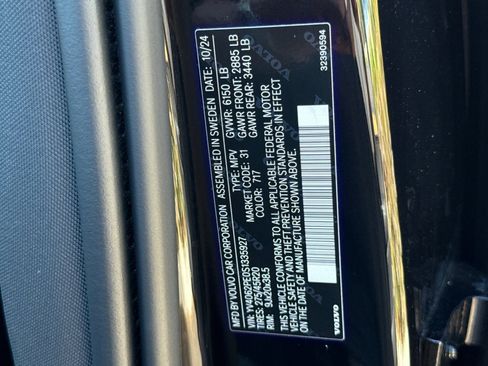 MFD. BY VOLVO CAR CORPORATION ASSEMBLED IN SWEDEN DATE: 10/24
GVWR: 6150 LB
GAWR FRONT: 2885 LB
GAWR REAR: 3440 LB
VIN: YV4062PE0S1335927 TYPE: MPV
TIRES: 275/45R20 MARKET CODE: 31
RIM: 9Jx20x38.5 COLOR: 717
THIS VEHICLE CONFORMS TO ALL APPLICABLE FEDERAL MOTOR
VEHICLE SAFETY AND THEFT PREVENTION STANDARDS IN EFFECT
ON THE DATE OF MANUFACTURE SHOWN ABOVE.
VOLVO
32390594